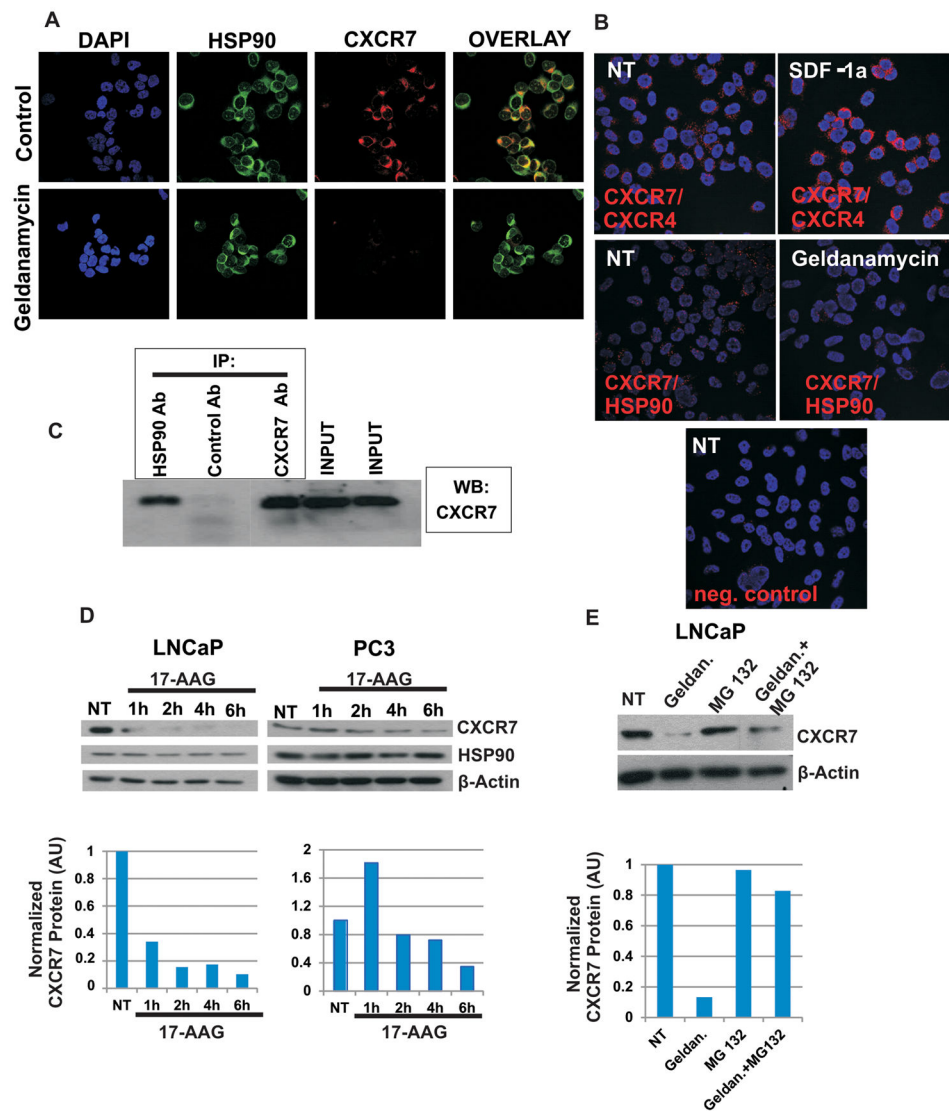 A
DAPI HSP90 CXCR7 OVERLAY
Control
Geldanamycin
B
NT
CXCR7/
CXCR4
SDF-1a
CXCR7/
CXCR4
NT
CXCR7/
HSP90
Geldanamycin
CXCR7/
HSP90
NT
neg. control
C
IP:
HSP90 Ab
Control Ab
CXCR7 Ab
INPUT
INPUT
WB:
CXCR7
D
LNCaP
17-AAG
NT 1h 2h 4h 6h
PC3
17-AAG
NT 1h 2h 4h 6h
CXCR7
HSP90
β-Actin
Normalized
CXCR7 Protein (AU)
1
0.8
0.6
0.4
0.2
0
NT 1h 2h 4h 6h
17-AAG
2
1.6
1.2
0.8
0.4
0
NT 1h 2h 4h 6h
17-AAG
E
LNCaP
NT
Geldan.
MG 132
Geldan.+
MG 132
CXCR7
β-Actin
Normalized
CXCR7 Protein (AU)
1
0.8
0.6
0.4
0.2
0
NT
Geldan.
MG 132
Geldan.+MG132